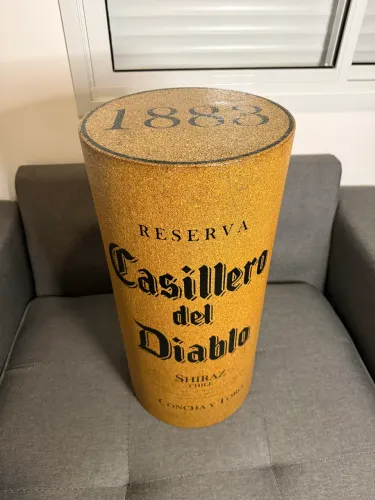 1883
RESERVA
Casillero
del
Diablo
SHIRAZ
CHILE
CONCHA Y TORO